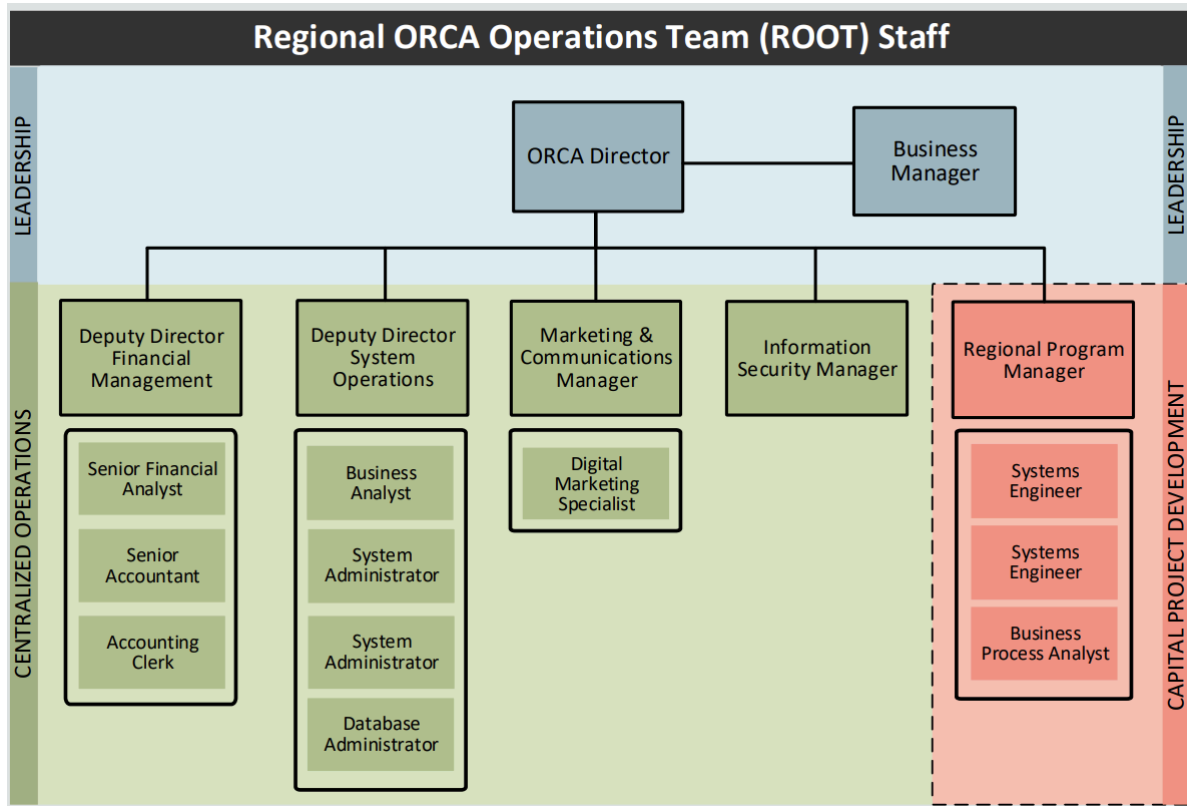 Regional ORCA Operations Team (ROOT) Staff
LEADERSHIP
LEADERSHIP
ORCA Director
Business
Manager
Deputy Director
Financial
Management
Deputy Director
System
Operations
Marketing &
Communications
Manager
Information
Security Manager
Regional Program
Manager
CENTRALIZED OPERATIONS
Senior Financial
Analyst
Senior
Accountant
Accounting
Clerk
Business
Analyst
System
Administrator
System
Administrator
Database
Administrator
Digital
Marketing
Specialist
Systems
Engineer
Systems
Engineer
Business
Process Analyst
CAPITAL PROJECT DEVELOPMENT